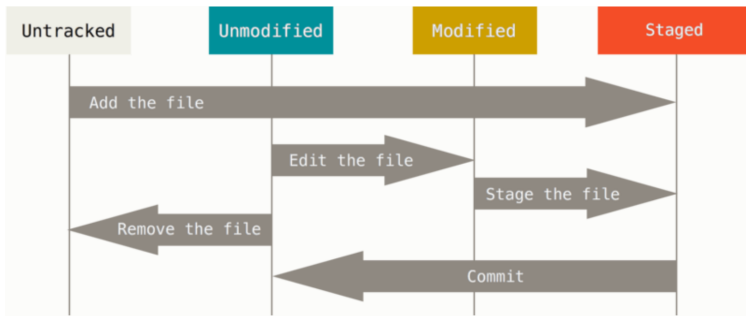 Untracked
Unmodified
Modified
Staged
Add the file
Edit the file
Stage the file
Remove the file
Commit